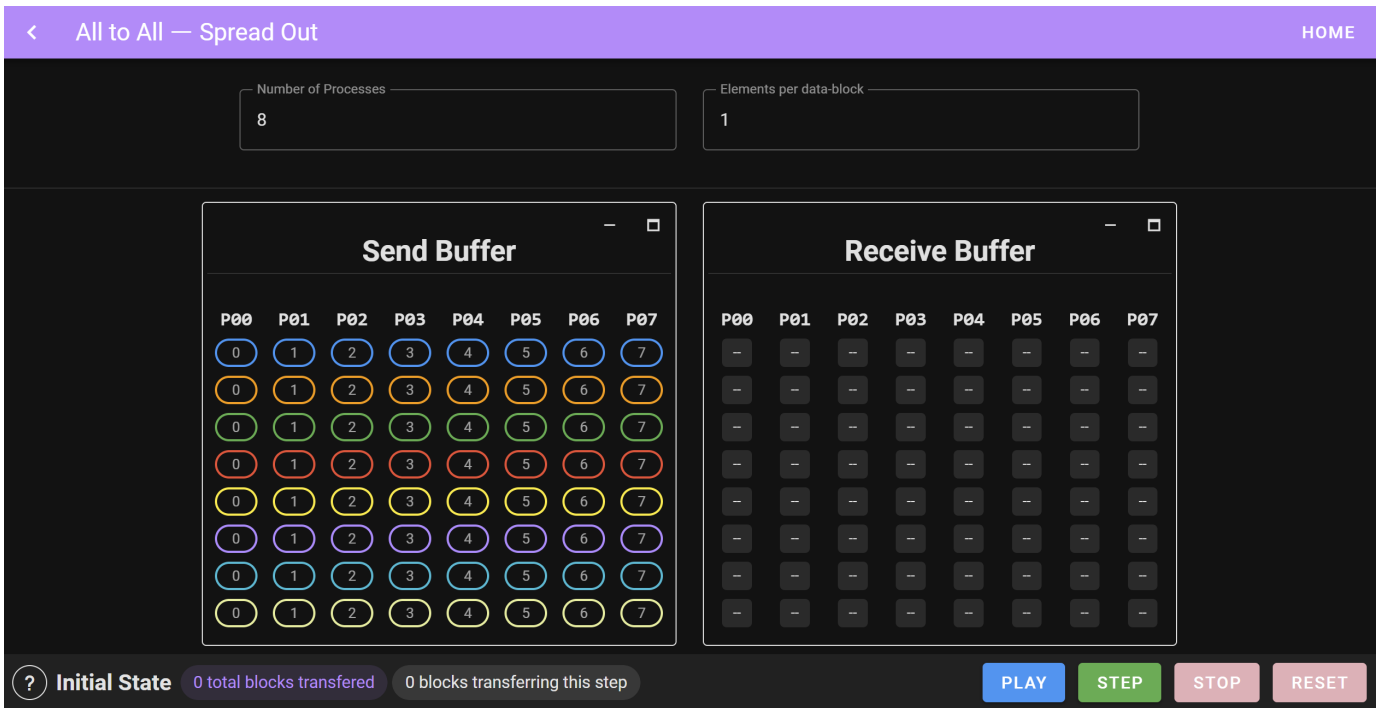 All to All — Spread Out HOME
Number of Processes Elements per data-block
8 1
Send Buffer Receive Buffer
P00 P01 P02 P03 P04 P05 P06 P07 P00 P01 P02 P03 P04 P05 P06 P07
0 1 2 3 4 5 6 7 -- -- -- -- -- -- -- --
0 1 2 3 4 5 6 7 -- -- -- -- -- -- -- --
0 1 2 3 4 5 6 7 -- -- -- -- -- -- -- --
0 1 2 3 4 5 6 7 -- -- -- -- -- -- -- --
0 1 2 3 4 5 6 7 -- -- -- -- -- -- -- --
0 1 2 3 4 5 6 7 -- -- -- -- -- -- -- --
0 1 2 3 4 5 6 7 -- -- -- -- -- -- -- --
0 1 2 3 4 5 6 7 -- -- -- -- -- -- -- --
? Initial State 0 total blocks transfered 0 blocks transferring this step PLAY STEP STOP RESET